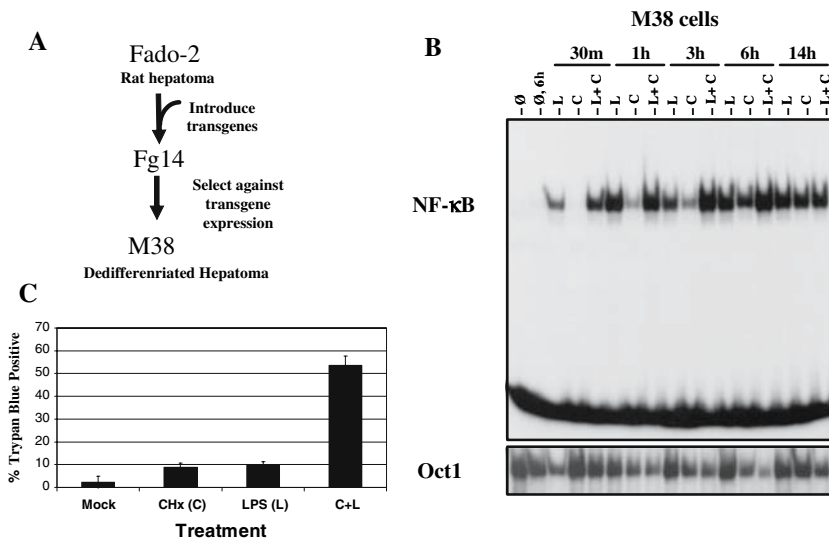 A
Fado-2
Rat hepatoma
Introduce
transgenes
Fg14
Select against
transgene
expression
M38
Dedifferenriated Hepatoma
B
M38 cells
30m 1h 3h 6h 14h
– Ø
– Ø, 6h
– L
– C
– L+ C
– L
– C
– L+ C
– L
– C
– L+ C
– L
– C
– L+ C
– L
– C
– L+ C
NF-κB
Oct1
C
% Trypan Blue Positive
70
60
50
40
30
20
10
0
Mock CHx (C) LPS (L) C+L
Treatment